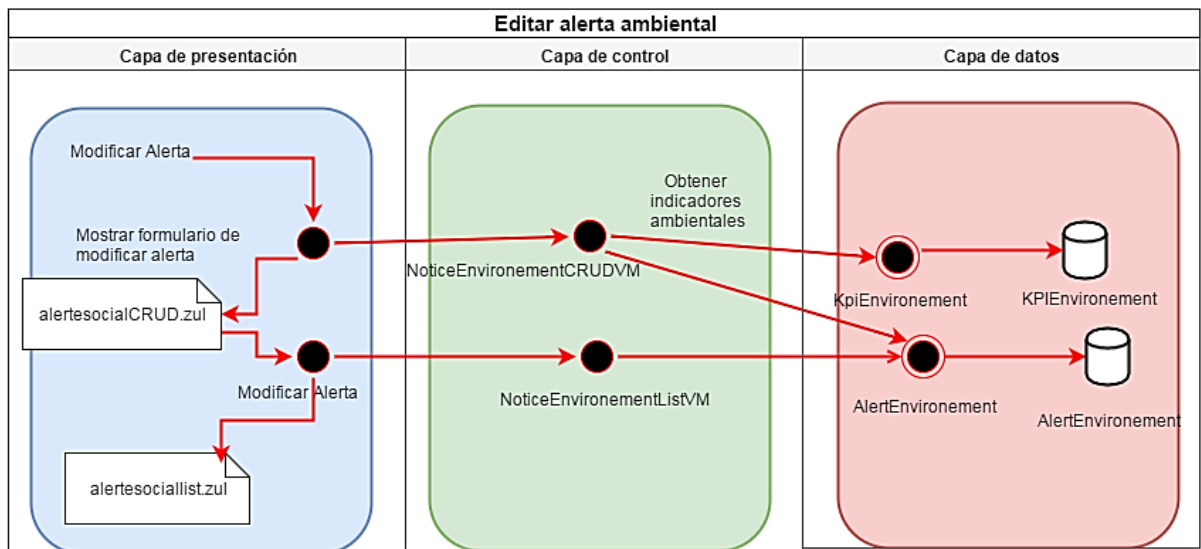 Editar alerta ambiental
Capa de presentación
Capa de control
Capa de datos
Modificar Alerta
Mostrar formulario de
modificar alerta
alertesocialCRUD.zul
Modificar Alerta
alertesociallist.zul
Obtener
indicadores
ambientales
NoticeEnvironementCRUDVM
NoticeEnvironementListVM
KpiEnvironement
KPIEnvironement
AlertEnvironement
AlertEnvironement